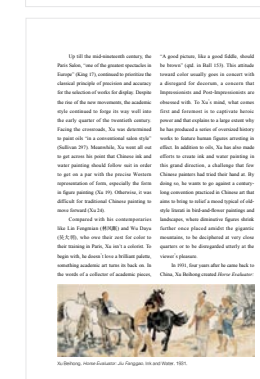 Up till the mid-nineteenth century, the
Paris Salon, “one of the greatest spectacles in
Europe” (King 17), continued to prioritize the
classical principle of precision and accuracy
for the selection of works for display. Despite
the rise of the new movements, the academic
style continued to forge its way well into
the early quarter of the twentieth century.
Facing the crossroads, Xu was determined
to paint oils “in a conventional salon style”
(Sullivan 297). Meanwhile, Xu went all out
to get across his point that Chinese ink and
water painting should follow suit in order
to get on a par with the precise Western
representation of form, especially the form
in figure painting (Xu 19). Otherwise, it was
difficult for traditional Chinese painting to
move forward (Xu 24).
Compared with his contemporaries
like Lin Fengmian (林风眠) and Wu Dayu
(吴大羽), who owe their zest for color to
their training in Paris, Xu isn’t a colorist. To
begin with, he doesn’t love a brilliant palette,
something academic art turns its back on. In
the words of a collector of academic pieces,
“A good picture, like a good fiddle, should
be brown” (qtd. in Ball 153). This attitude
toward color usually goes in concert with
a disregard for decorum, a concern that
Impressionists and Post-Impressionists are
obsessed with. To Xu’s mind, what comes
first and foremost is to captivate heroic
power and that explains to a large extent why
he has produced a series of oversized history
works to feature human figures arresting in
effect. In addition to oils, Xu has also made
efforts to create ink and water painting in
this grand direction, a challenge that few
Chinese painters had tried their hand at. By
doing so, he wants to go against a century-
long convention practiced in Chinese art that
aims to bring to relief a mood typical of old-
style literati in bird-and-flower paintings and
landscapes, where diminutive figures shrink
further once placed amidst the gigantic
mountains, to be deciphered at very close
quarters or to be disregarded utterly at the
viewer’s pleasure.
In 1931, four years after he came back to
China, Xu Beihong created Horse Evaluator
Xu Beihong. Horse Evaluator Jiu Fanggao. Ink and Water. 1931.